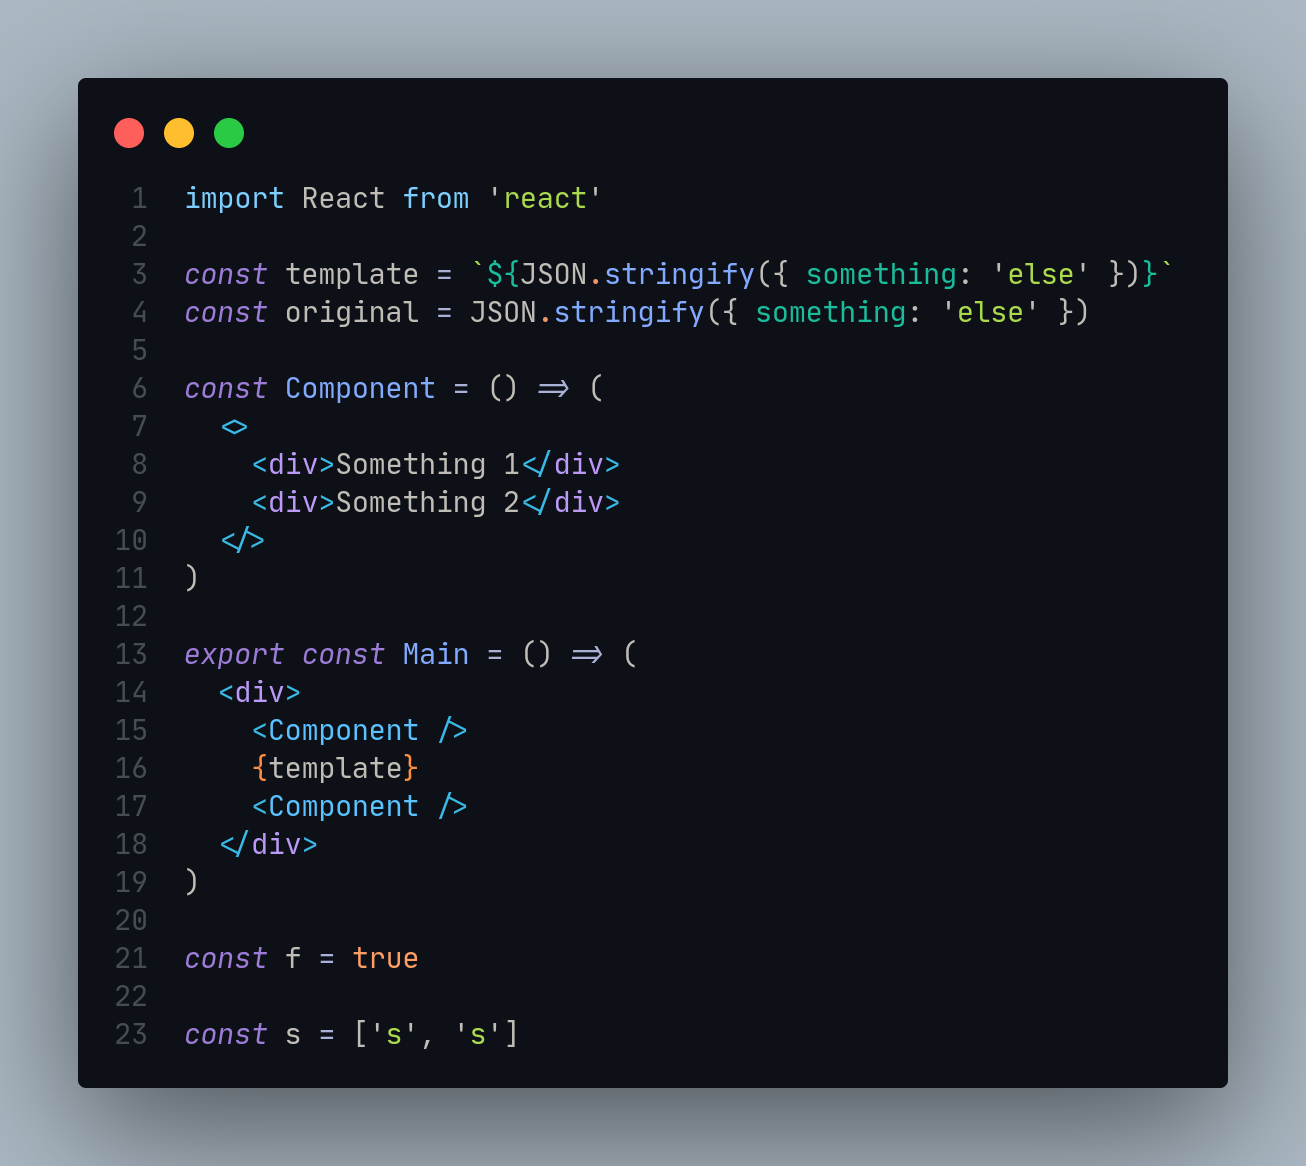 1 import React from 'react'
2
3 const template = `${JSON.stringify({ something: 'else' })}`
4 const original = JSON.stringify({ something: 'else' })
5
6 const Component = () => (
7   <>
8     <div>Something 1</div>
9     <div>Something 2</div>
10   </>
11 )
12
13 export const Main = () => (
14   <div>
15     <Component />
16     {template}
17     <Component />
18   </div>
19 )
20
21 const f = true
22
23 const s = ['s', 's']